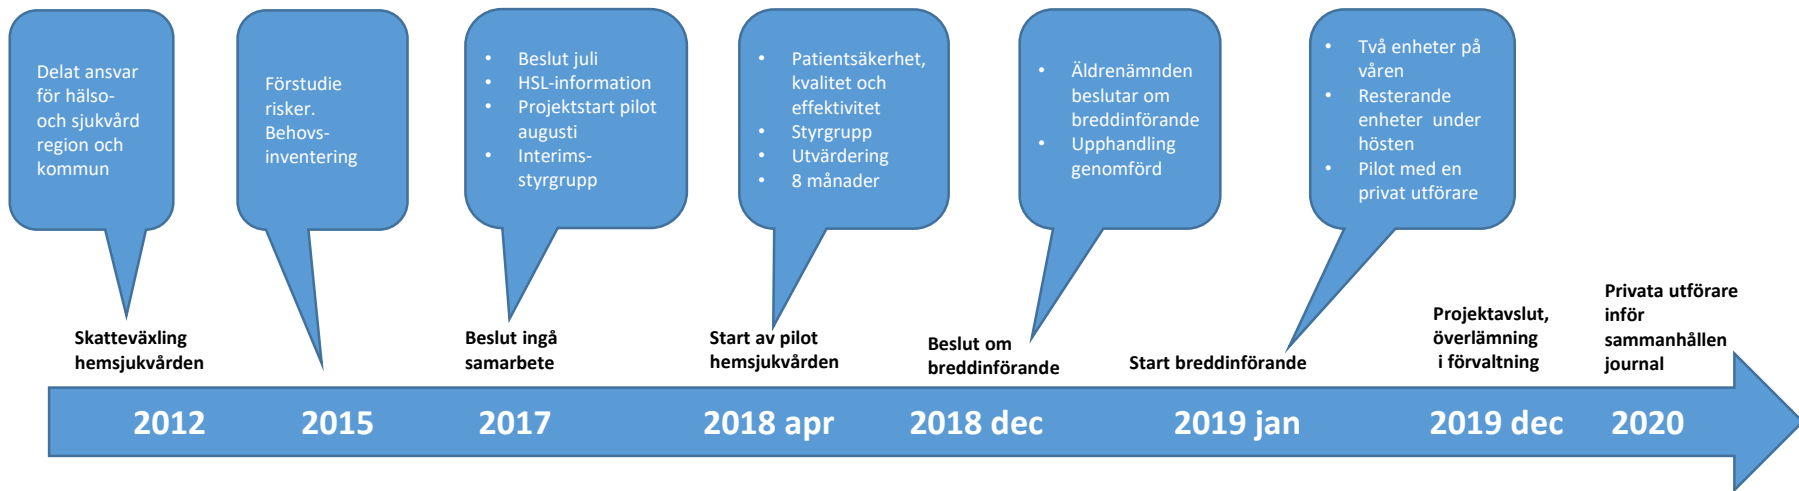 Delat ansvar
för hälso-
och sjukvård
region och
kommun
Förstudie
risker.
Behovs-
inventering
• Beslut juli
• HSL-information
• Projektstart pilot
augusti
• Interims-
styrgrupp
• Patientsäkerhet,
kvalitet och
effektivitet
• Styrgrupp
• Utvärdering
• 8 månader
• Äldrenämnden
beslutar om
breddinförande
• Upphandling
genomförd
• Två enheter på
våren
• Resterande
enheter under
hösten
• Pilot med en
privat utförare
Skatteväxling
hemsjukvården
Beslut ingå
samarbete
Start av pilot
hemsjukvården
Beslut om
breddinförande
Start breddinförande
Projektavslut,
överlämning
i förvaltning
Privata utförare
inför
sammanhållen
journal
2012
2015
2017
2018 apr
2018 dec
2019 jan
2019 dec
2020